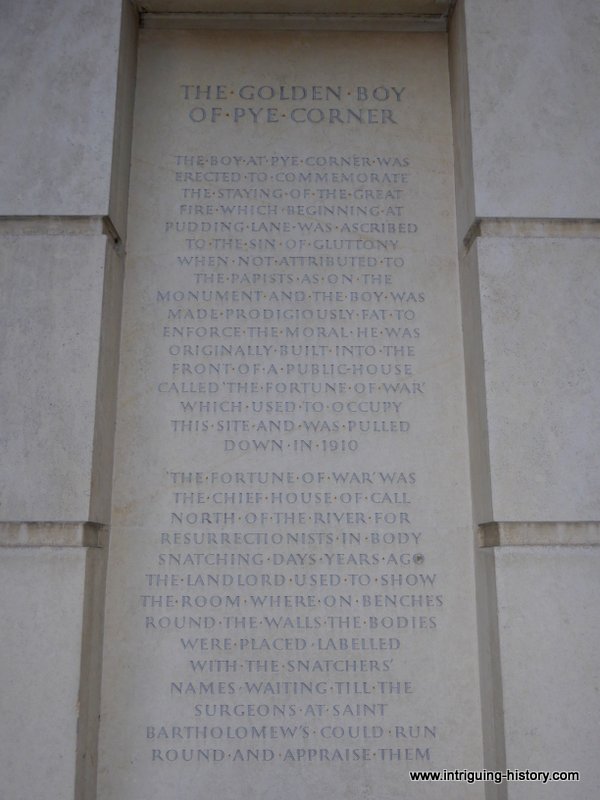 THE·GOLDEN·BOY
OF·PYE·CORNER
THE·BOY·AT·PYE·CORNER·WAS
ERECTED·TO·COMMEMORATE
THE·STAYING·OF·THE·GREAT
FIRE·WHICH·BEGINNING·AT
PUDDING·LANE·WAS·ASCRIBED
TO·THE·SIN·OF·GLUTTONY
WHEN·NOT·ATTRIBUTED·TO
THE·PAPISTS·AS·ON·THE
MONUMENT·AND·THE·BOY·WAS
MADE·PRODIGIOUSLY·FAT·TO
ENFORCE·THE·MORAL·HE·WAS
ORIGINALLY·BUILT·INTO·THE
FRONT·OF·A·PUBLIC-HOUSE
CALLED·'THE·FORTUNE·OF·WAR'
WHICH·USED·TO·OCCUPY
THIS·SITE·AND·WAS·PULLED
DOWN·IN·1910
'THE·FORTUNE·OF·WAR'·WAS
THE·CHIEF·HOUSE·OF·CALL
NORTH·OF·THE·RIVER·FOR
RESURRECTIONISTS·IN·BODY
SNATCHING·DAYS·YEARS·AGO
THE·LANDLORD·USED·TO·SHOW
THE·ROOM·WHERE·ON·BENCHES
ROUND·THE·WALLS·THE·BODIES
WERE·PLACED·LABELLED
WITH·THE·SNATCHERS'
NAMES·WAITING·TILL·THE
SURGEONS·AT·SAINT
BARTHOLOMEW'S·COULD·RUN
ROUND·AND·APPRAISE·THEM
www.intriguing-history.com